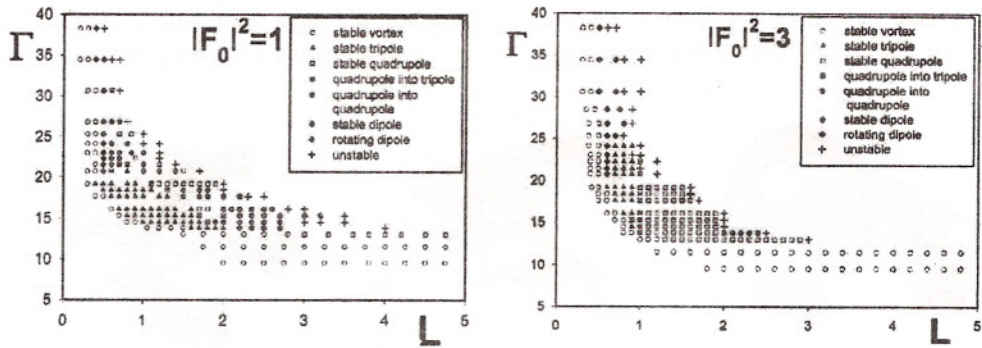 40
35
30
25
20
15
10
5
Γ
|F₀|²=1
stable vortex
stable tripole
stable quadrupole
quadrupole into tripole
quadrupole into
quadrupole
stable dipole
rotating dipole
unstable
0 1 2 3 4 5
L
40
35
30
25
20
15
10
5
Γ
|F₀|²=3
stable vortex
stable tripole
stable quadrupole
quadrupole into tripole
quadrupole into
quadrupole
stable dipole
rotating dipole
unstable
0 1 2 3 4 5
L